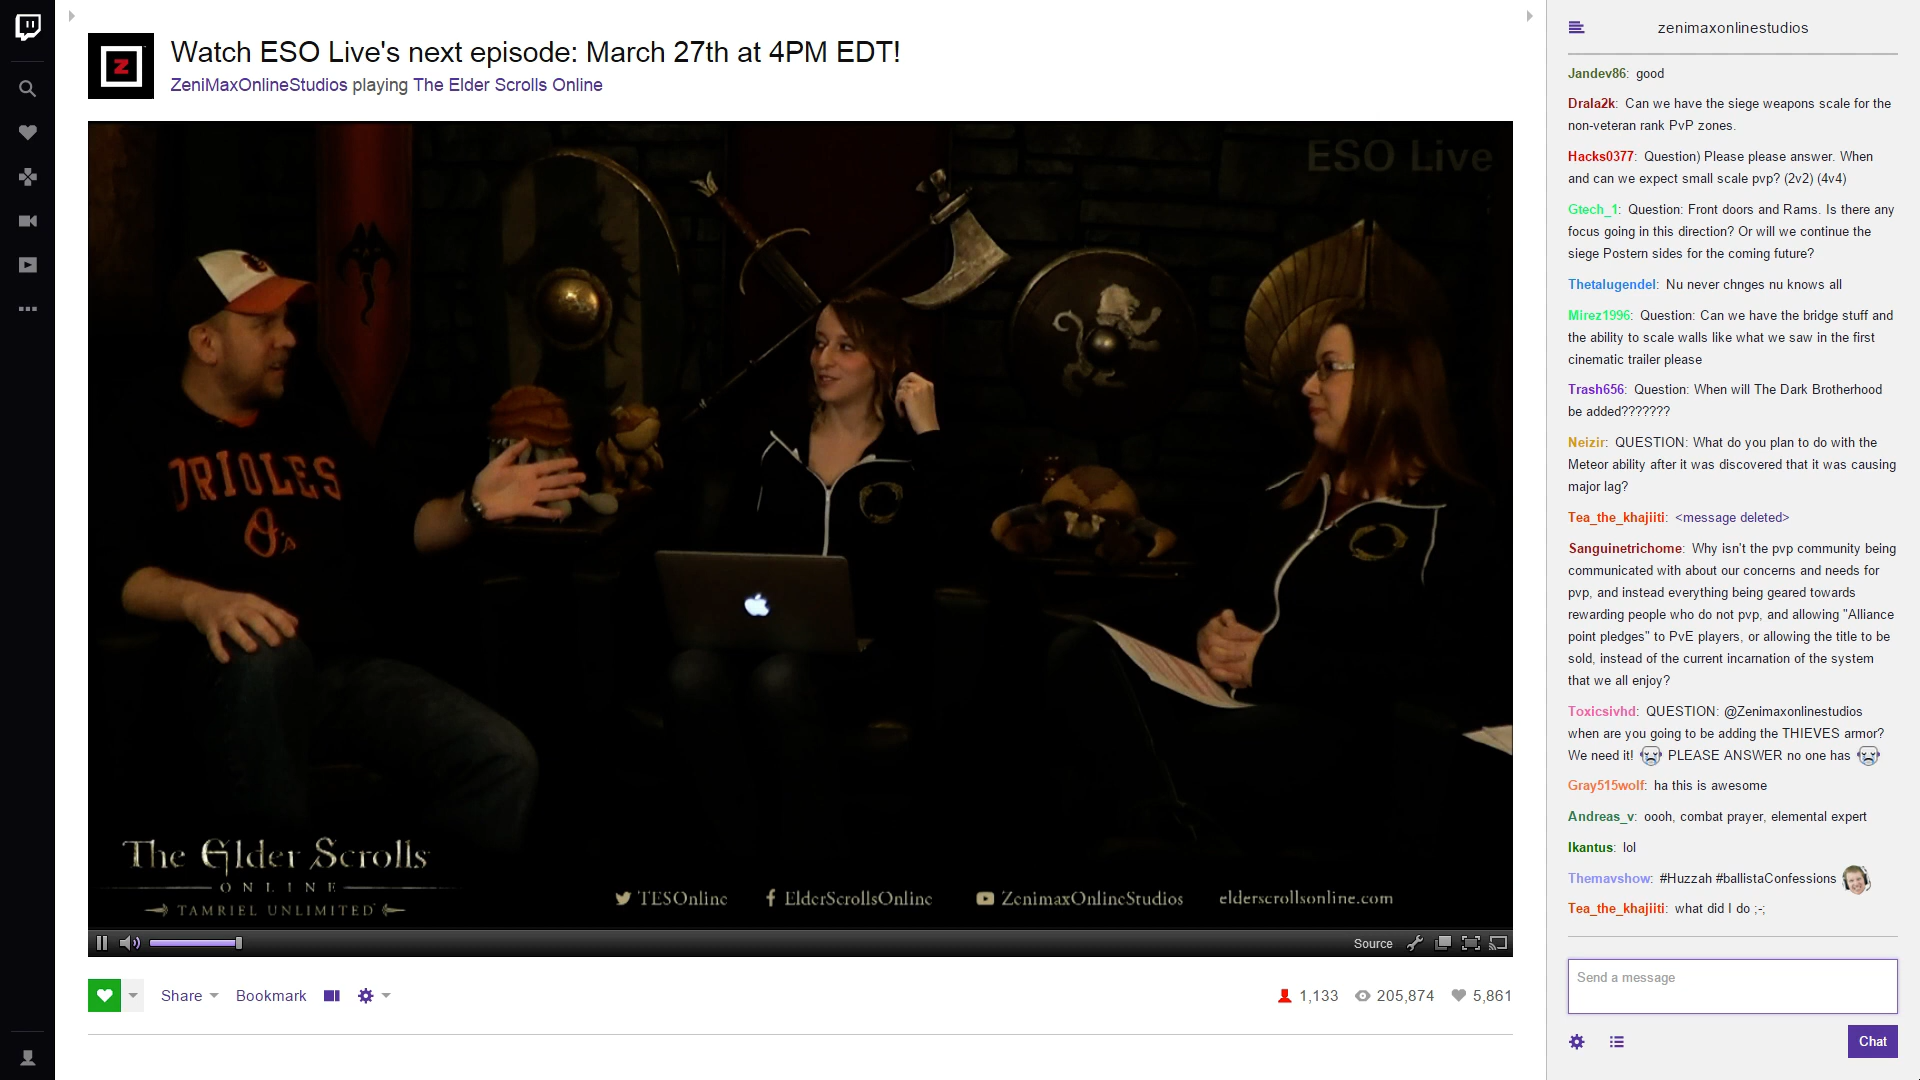 Watch ESO Live's next episode: March 27th at 4PM EDT!
ZeniMaxOnlineStudios playing The Elder Scrolls Online
Z
ESO Live
ORIOLES
O's
The Elder Scrolls
ONLINE
TAMRIEL UNLIMITED
TESOnline
ElderScrollsOnline
ZenimaxOnlineStudios
elderscrollsonline.com
Source
Share
Bookmark
1,133
205,874
5,861
zenimaxonlinestudios
Jandev86: good
Drala2k: Can we have the siege weapons scale for the
non-veteran rank PvP zones.
Hacks0377: Question) Please please answer. When
and can we expect small scale pvp? (2v2) (4v4)
Gtech_1: Question: Front doors and Rams. Is there any
focus going in this direction? Or will we continue the
siege Postern sides for the coming future?
Thetalugendel: Nu never chnges nu knows all
Mirez1996: Question: Can we have the bridge stuff and
the ability to scale walls like what we saw in the first
cinematic trailer please
Trash656: Question: When will The Dark Brotherhood
be added???????
Neizir: QUESTION: What do you plan to do with the
Meteor ability after it was discovered that it was causing
major lag?
Tea_the_khajiiti: <message deleted>
Sanguinetrichome: Why isn't the pvp community being
communicated with about our concerns and needs for
pvp, and instead everything being geared towards
rewarding people who do not pvp, and allowing "Alliance
point pledges" to PvE players, or allowing the title to be
sold, instead of the current incarnation of the system
that we all enjoy?
Toxicsivhd: QUESTION: @Zenimaxonlinestudios
when are you going to be adding the THIEVES armor?
We need it! PLEASE ANSWER no one has
Gray515wolf: ha this is awesome
Andreas_v: oooh, combat prayer, elemental expert
Ikantus: lol
Themavshow: #Huzzah #ballistaConfessions
Tea_the_khajiiti: what did I do ;-;
Send a message
Chat